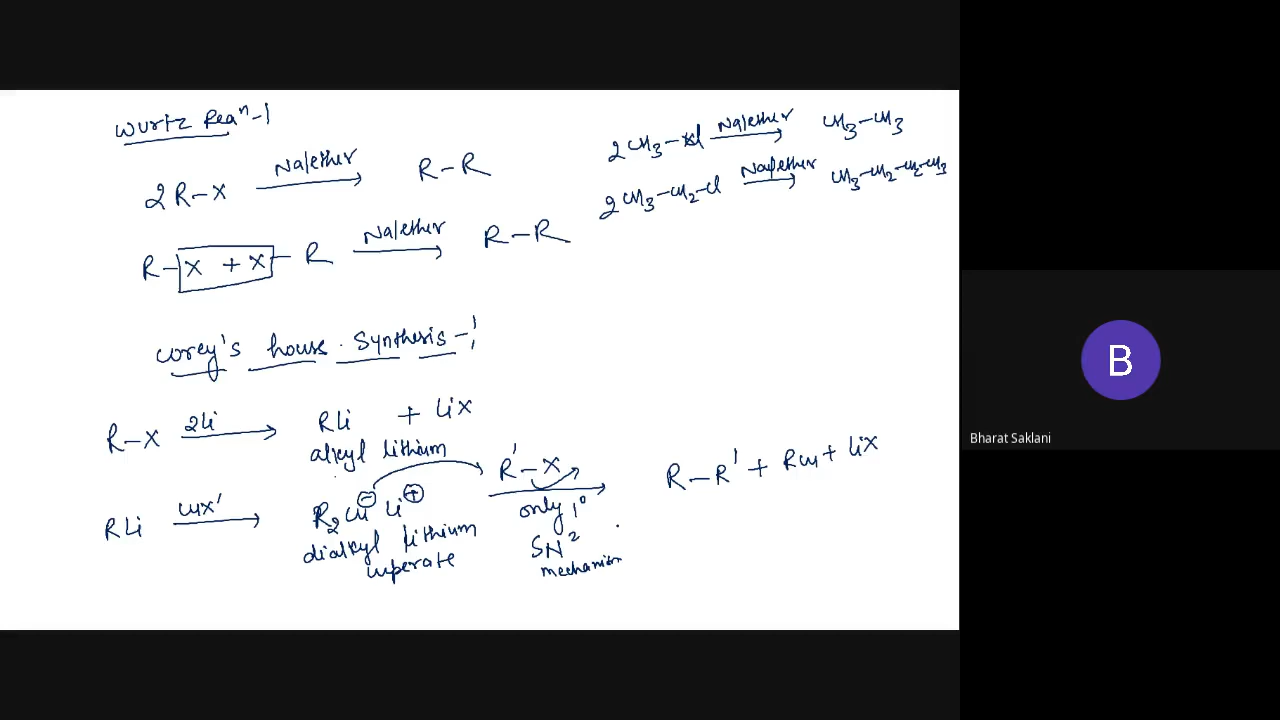 Wurtz Reaⁿ-1
2R-X Na/ether R-R
R-X + X-R Na/ether R-R
2CH3-Cl Na/ether CH3-CH3
2CH3-CH2-Cl Na/ether CH3-CH2-CH2-CH3
corey's house. Synthesis-1
R-X 2Li RLi + LiX
alkyl lithium
RLi CuX' R2Cu⊖ Li⊕ R'-X R-R' + RCu + LiX
dialkyl lithium cuperate
only 1°
SN²
mechanism
B
Bharat Saklani